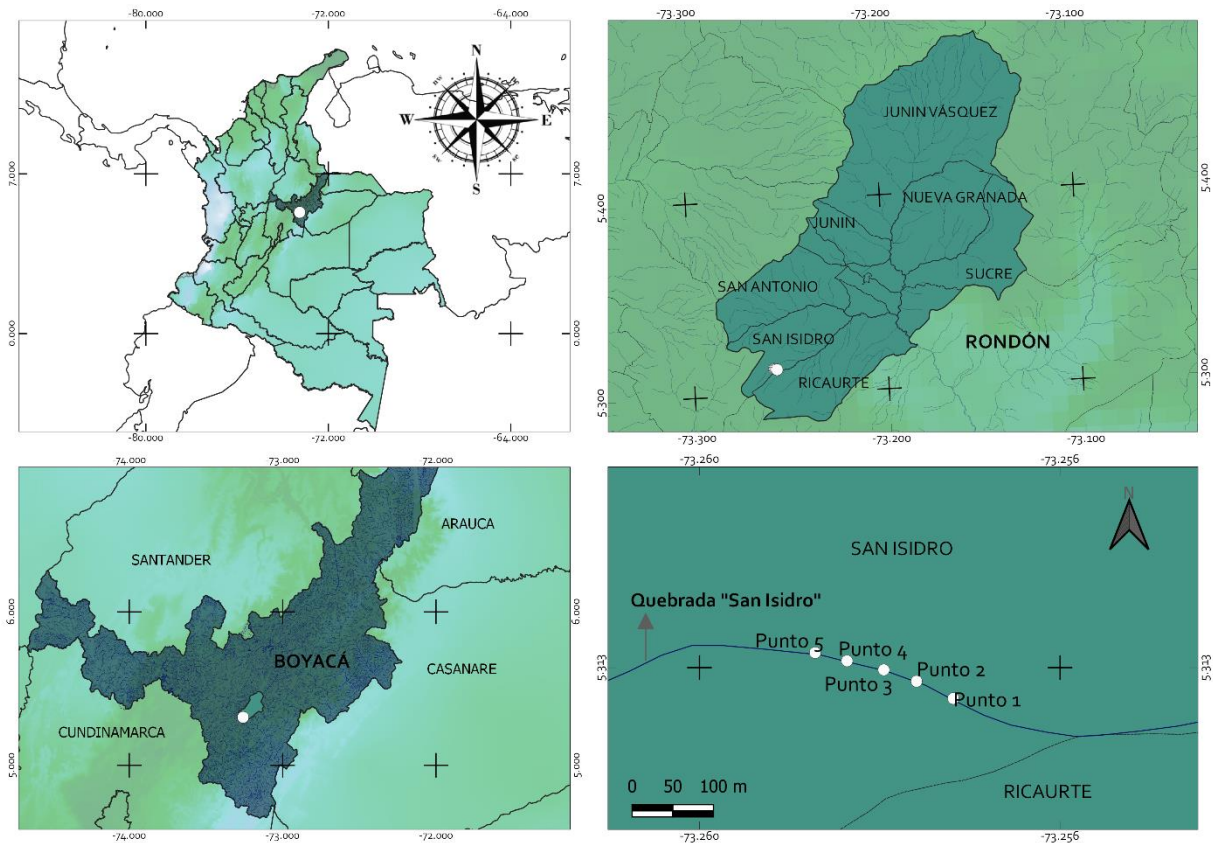 -80.000 -72.000 -64.000
7.000 7.000
0.000 0.000
N
NW NE
W E
SW SE
S
-80.000 -72.000 -64.000
-73.300 -73.200 -73.100
JUNIN VÁSQUEZ
5.400
NUEVA GRANADA
5.400
JUNIN
SUCRE
SAN ANTONIO
SAN ISIDRO
RONDÓN
RICAURTE
5.300
5.300
-73.300 -73.200 -73.100
-74.000 -73.000 -72.000
ARAUCA
SANTANDER
6.000 6.000
BOYACÁ
CASANARE
CUNDINAMARCA
5.000 5.000
-74.000 -73.000 -72.000
-73.260 -73.256
N
SAN ISIDRO
Quebrada "San Isidro"
Punto 5
Punto 4
5.313 5.313
Punto 3
Punto 2
Punto 1
0 50 100 m
RICAURTE
-73.260 -73.256